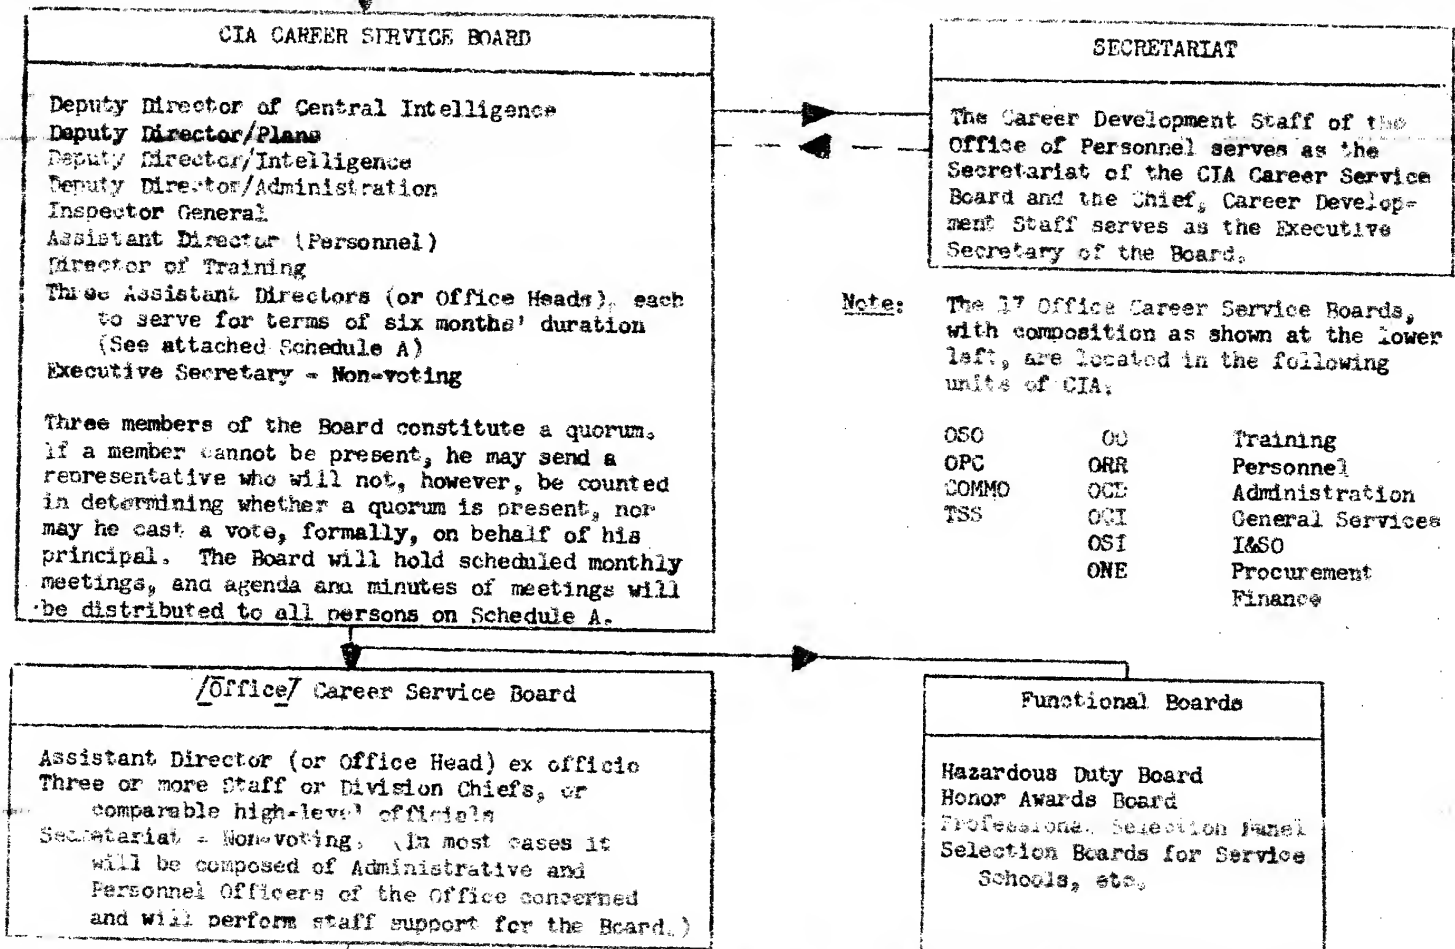 CIA CAREER SERVICE BOARD
Deputy Director of Central Intelligence
Deputy Director/Plans
Deputy Director/Intelligence
Deputy Director/Administration
Inspector General
Assistant Director (Personnel)
Director of Training
Three Assistant Directors (or Office Heads), each
to serve for terms of six months' duration
(See attached Schedule A)
Executive Secretary - Non-voting
Three members of the Board constitute a quorum.
If a member cannot be present, he may send a
representative who will not, however, be counted
in determining whether a quorum is present, nor
may he cast a vote, formally, on behalf of his
principal. The Board will hold scheduled monthly
meetings, and agenda and minutes of meetings will
be distributed to all persons on Schedule A.
SECRETARIAT
The Career Development Staff of the
Office of Personnel serves as the
Secretariat of the CIA Career Service
Board and the Chief, Career Develop-
ment Staff serves as the Executive
Secretary of the Board.
Note: The 17 Office Career Service Boards,
with composition as shown at the lower
left, are located in the following
units of CIA:
OSO OO Training
OPC ORR Personnel
COMMO OCD Administration
TSS OCI General Services
OSI I&SO
ONE Procurement
Finance
/Office/ Career Service Board
Assistant Director (or Office Head) ex officio
Three or more Staff or Division Chiefs, or
comparable high-level officials
Secretariat - Non-voting. (In most cases it
will be composed of Administrative and
Personnel Officers of the Office concerned
and will perform staff support for the Board.)
Functional Boards
Hazardous Duty Board
Honor Awards Board
Professional Selection Panel
Selection Boards for Service
Schools, etc.